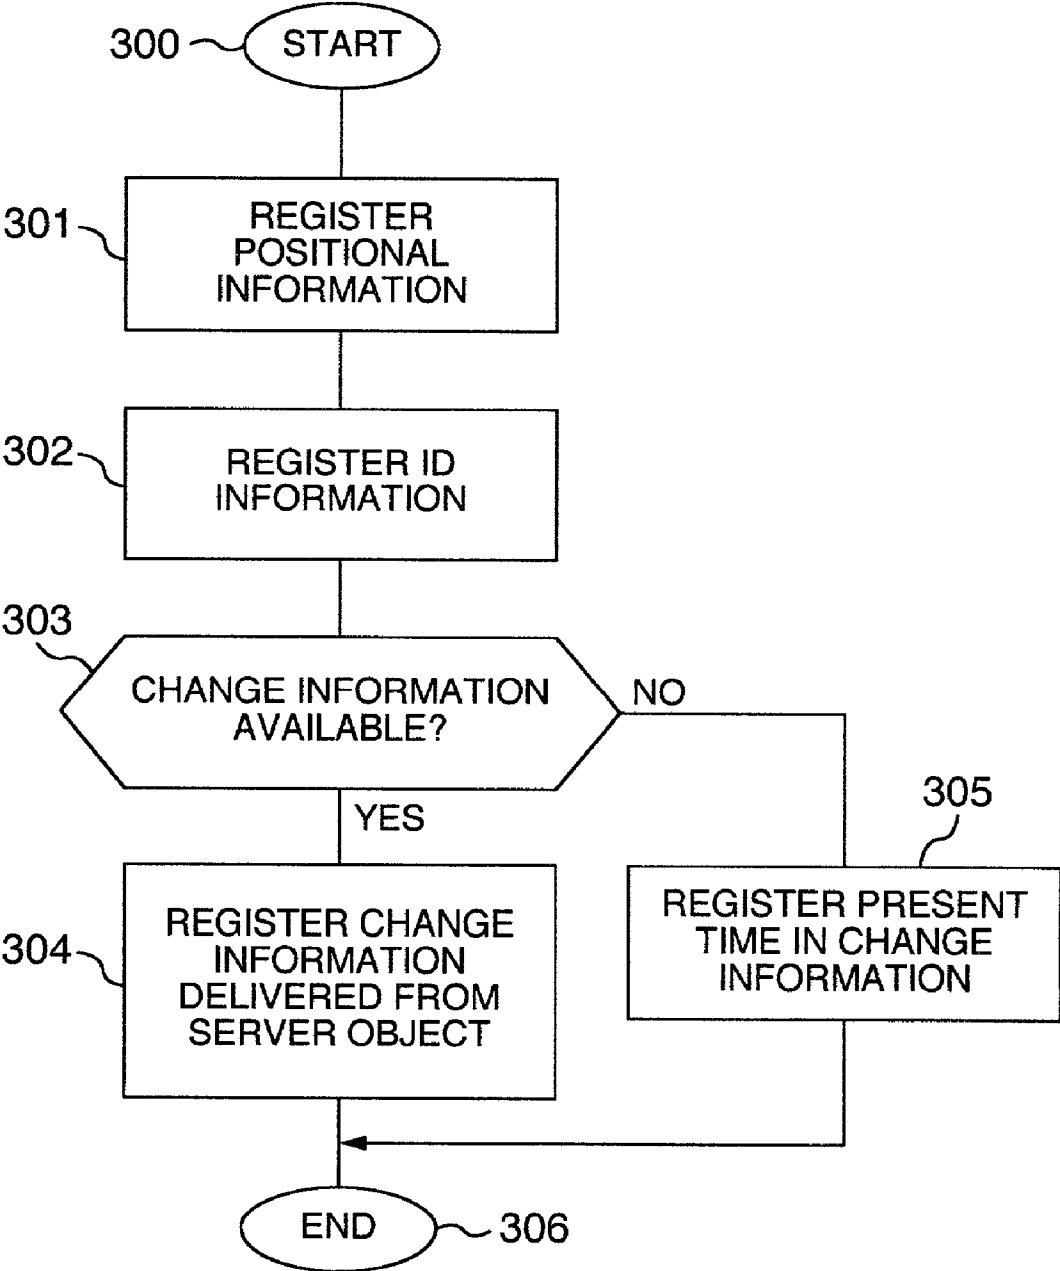 300
START
301
REGISTER
POSITIONAL
INFORMATION
302
REGISTER ID
INFORMATION
303
CHANGE INFORMATION
AVAILABLE?
NO
YES
305
304
REGISTER CHANGE
INFORMATION
DELIVERED FROM
SERVER OBJECT
REGISTER PRESENT
TIME IN CHANGE
INFORMATION
END
306